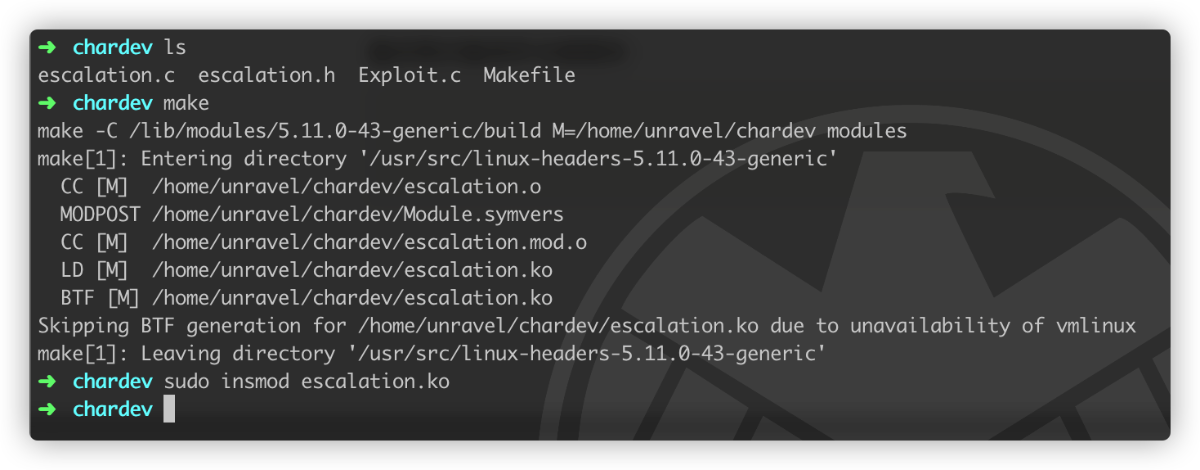 ➜ chardev ls
escalation.c escalation.h Exploit.c Makefile
➜ chardev make
make -C /lib/modules/5.11.0-43-generic/build M=/home/unravel/chardev modules
make[1]: Entering directory '/usr/src/linux-headers-5.11.0-43-generic'
CC [M] /home/unravel/chardev/escalation.o
MODPOST /home/unravel/chardev/Module.symvers
CC [M] /home/unravel/chardev/escalation.mod.o
LD [M] /home/unravel/chardev/escalation.ko
BTF [M] /home/unravel/chardev/escalation.ko
Skipping BTF generation for /home/unravel/chardev/escalation.ko due to unavailability of vmlinux
make[1]: Leaving directory '/usr/src/linux-headers-5.11.0-43-generic'
➜ chardev sudo insmod escalation.ko
➜ chardev